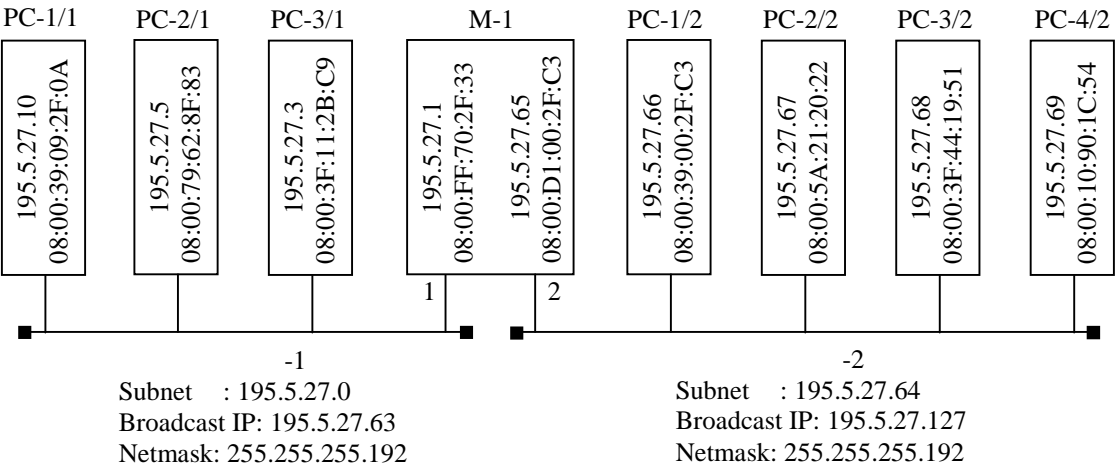 PC-1/1
PC-2/1
PC-3/1
M-1
PC-1/2
PC-2/2
PC-3/2
PC-4/2
195.5.27.10
08:00:39:09:2F:0A
195.5.27.5
08:00:79:62:8F:83
195.5.27.3
08:00:3F:11:2B:C9
195.5.27.1
08:00:FF:70:2F:33
195.5.27.65
08:00:D1:00:2F:C3
195.5.27.66
08:00:39:00:2F:C3
195.5.27.67
08:00:5A:21:20:22
195.5.27.68
08:00:3F:44:19:51
195.5.27.69
08:00:10:90:1C:54
1
2
-1
Subnet : 195.5.27.0
Broadcast IP: 195.5.27.63
Netmask: 255.255.255.192
-2
Subnet : 195.5.27.64
Broadcast IP: 195.5.27.127
Netmask: 255.255.255.192